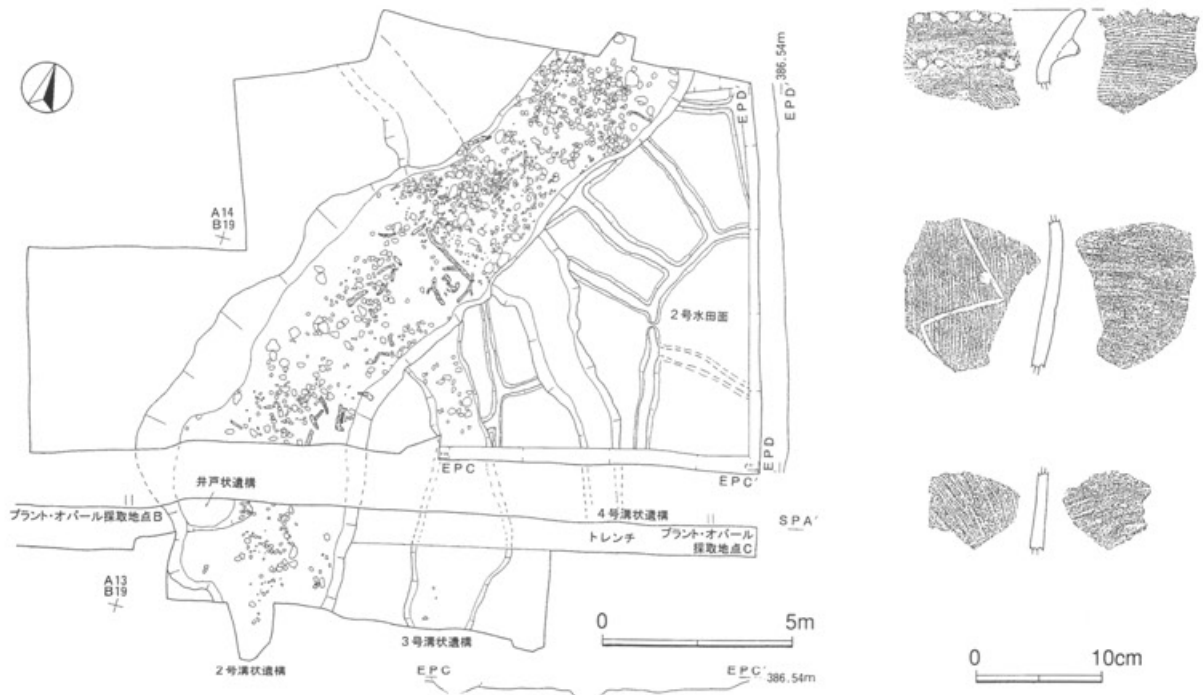 386.54m
EPD'
EPD'
A14
B19
2号水田面
EPD
EPC
EPC'
井戸状遺構
プラント・オパール採取地点B
4号溝状遺構
SPA'
トレンチ
プラント・オパール
採取地点C
A13
B19
0
5m
3号溝状遺構
2号溝状遺構
EPC
EPC'
386.54m
0
10cm